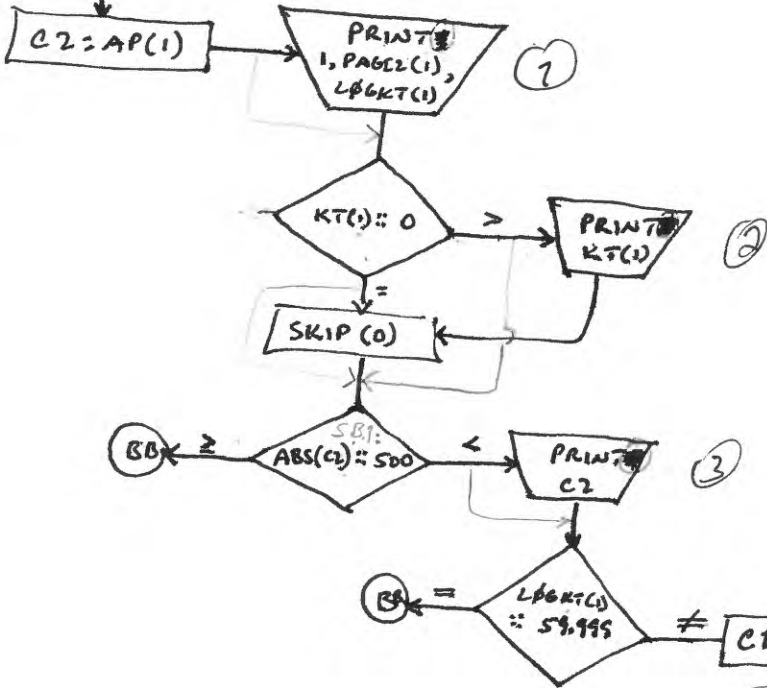 C2 = AP(1)
PRINT
1, PAGE2(1),
LØGKT(1)
1
KT(1) :: 0
>
PRINT
KT(1)
2
=
SKIP (0)
SB1:
BB
≥
ABS(C2) :: 500
<
PRINT
C2
3
BB
=
LØGKT(1)
:: 59,999
≠